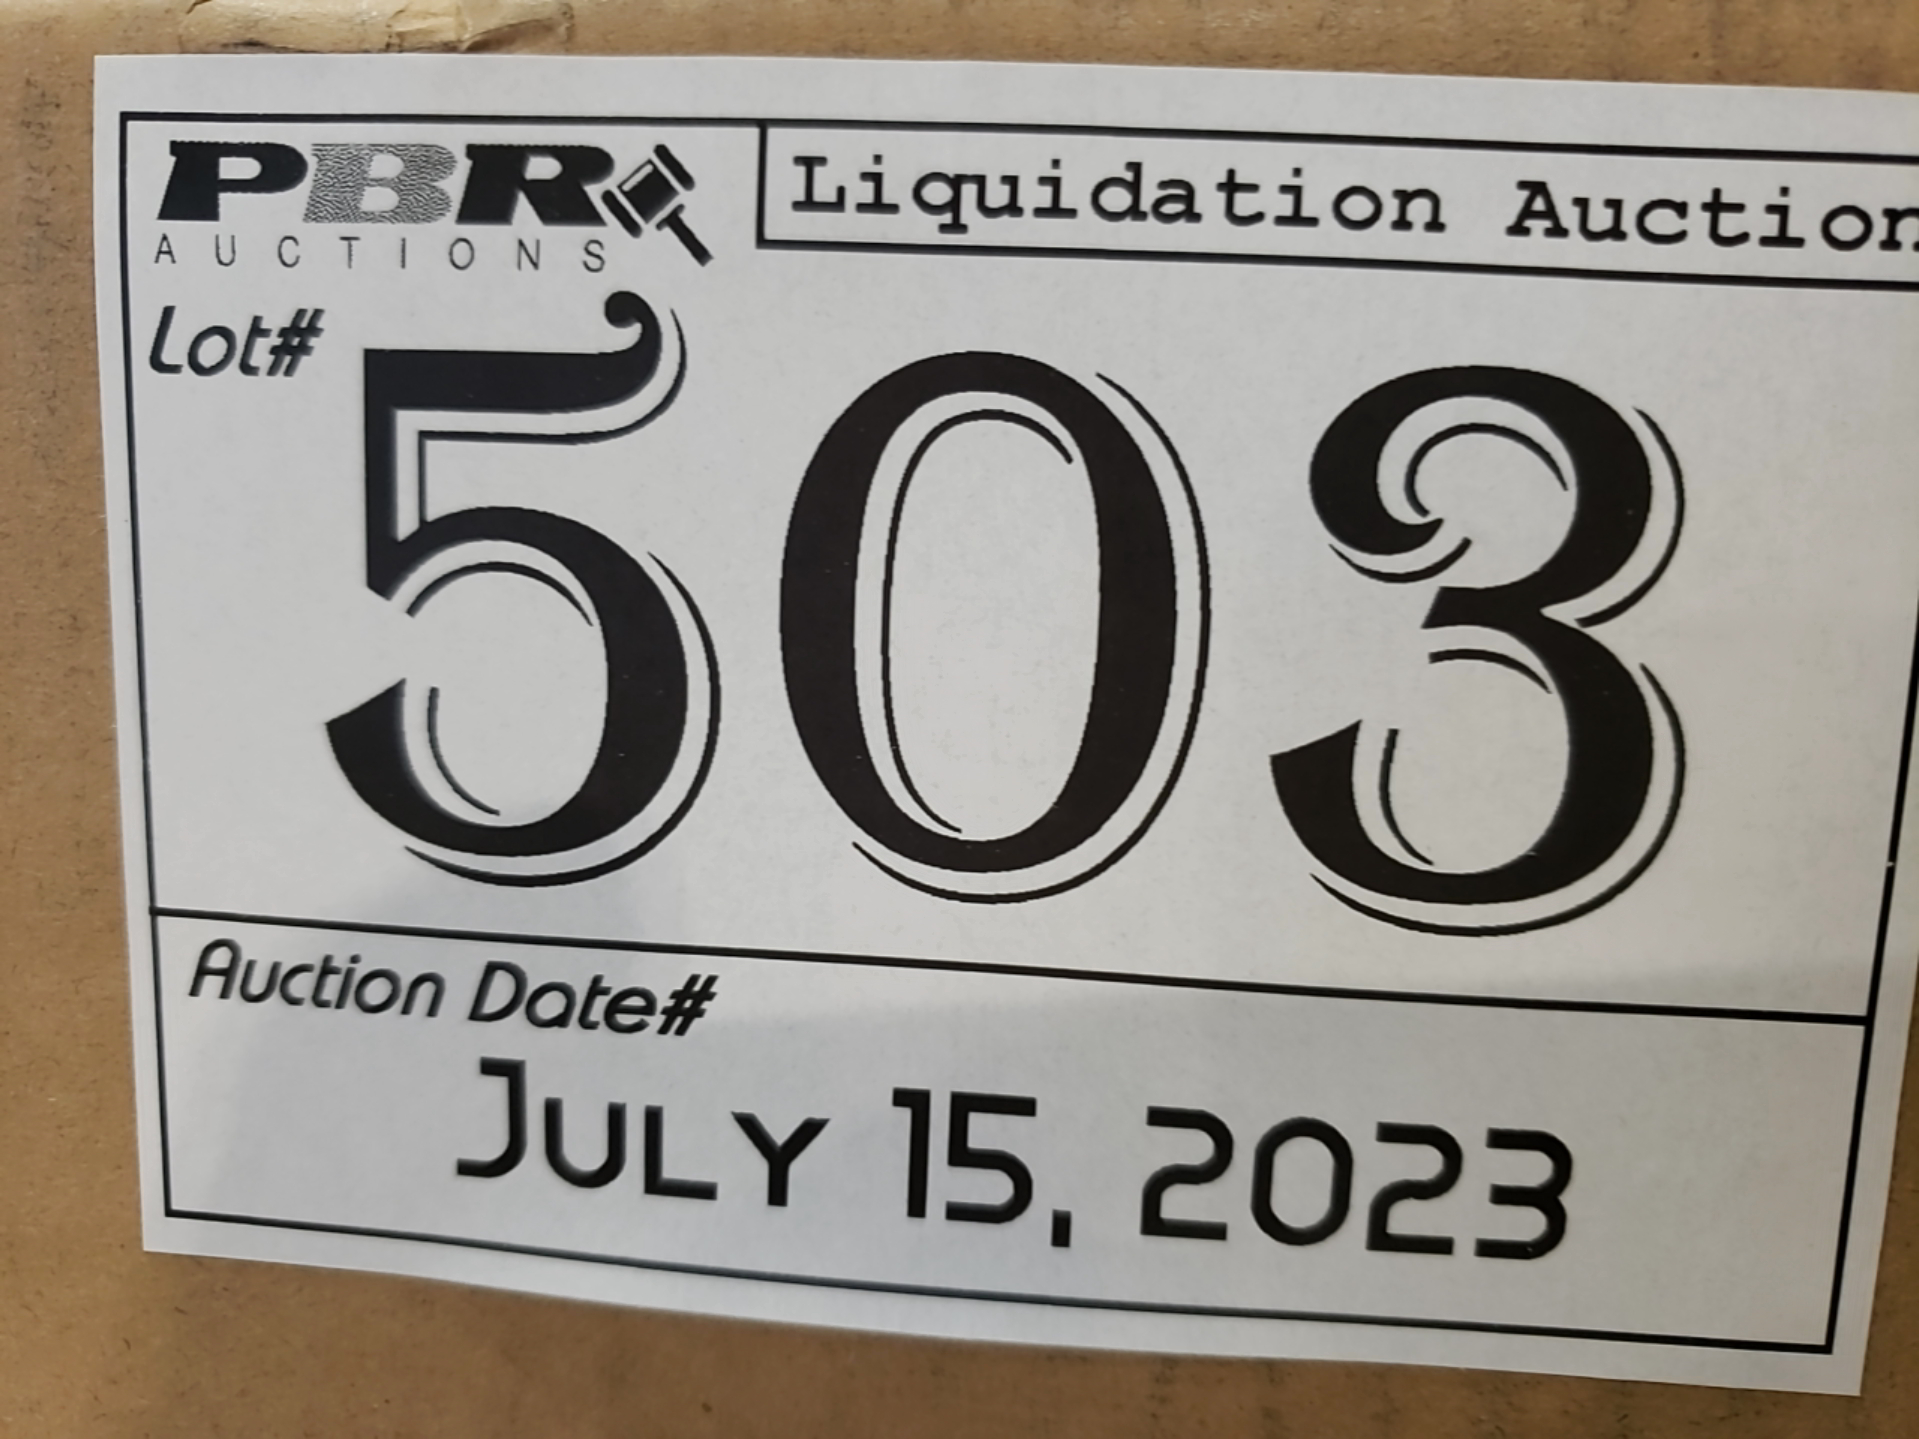 PBR
AUCTIONS
Liquidation Auction
Lot#
503
Auction Date#
JULY 15, 2023